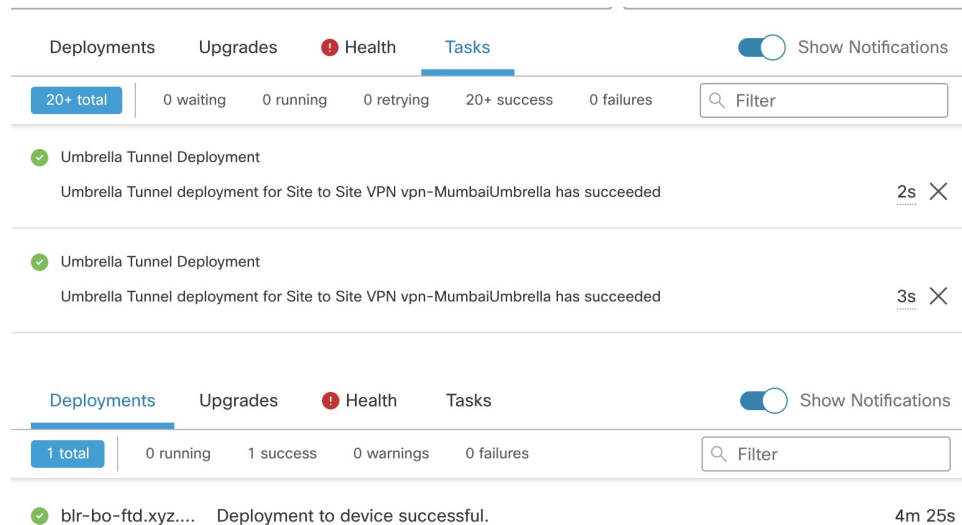 Deployments Upgrades Health Tasks Show Notifications
20+ total 0 waiting 0 running 0 retrying 20+ success 0 failures Filter
Umbrella Tunnel Deployment
Umbrella Tunnel deployment for Site to Site VPN vpn-MumbaiUmbrella has succeeded 2s
Umbrella Tunnel Deployment
Umbrella Tunnel deployment for Site to Site VPN vpn-MumbaiUmbrella has succeeded 3s
Deployments Upgrades Health Tasks Show Notifications
1 total 0 running 1 success 0 warnings 0 failures Filter
blr-bo-ftd.xyz.... Deployment to device successful. 4m 25s